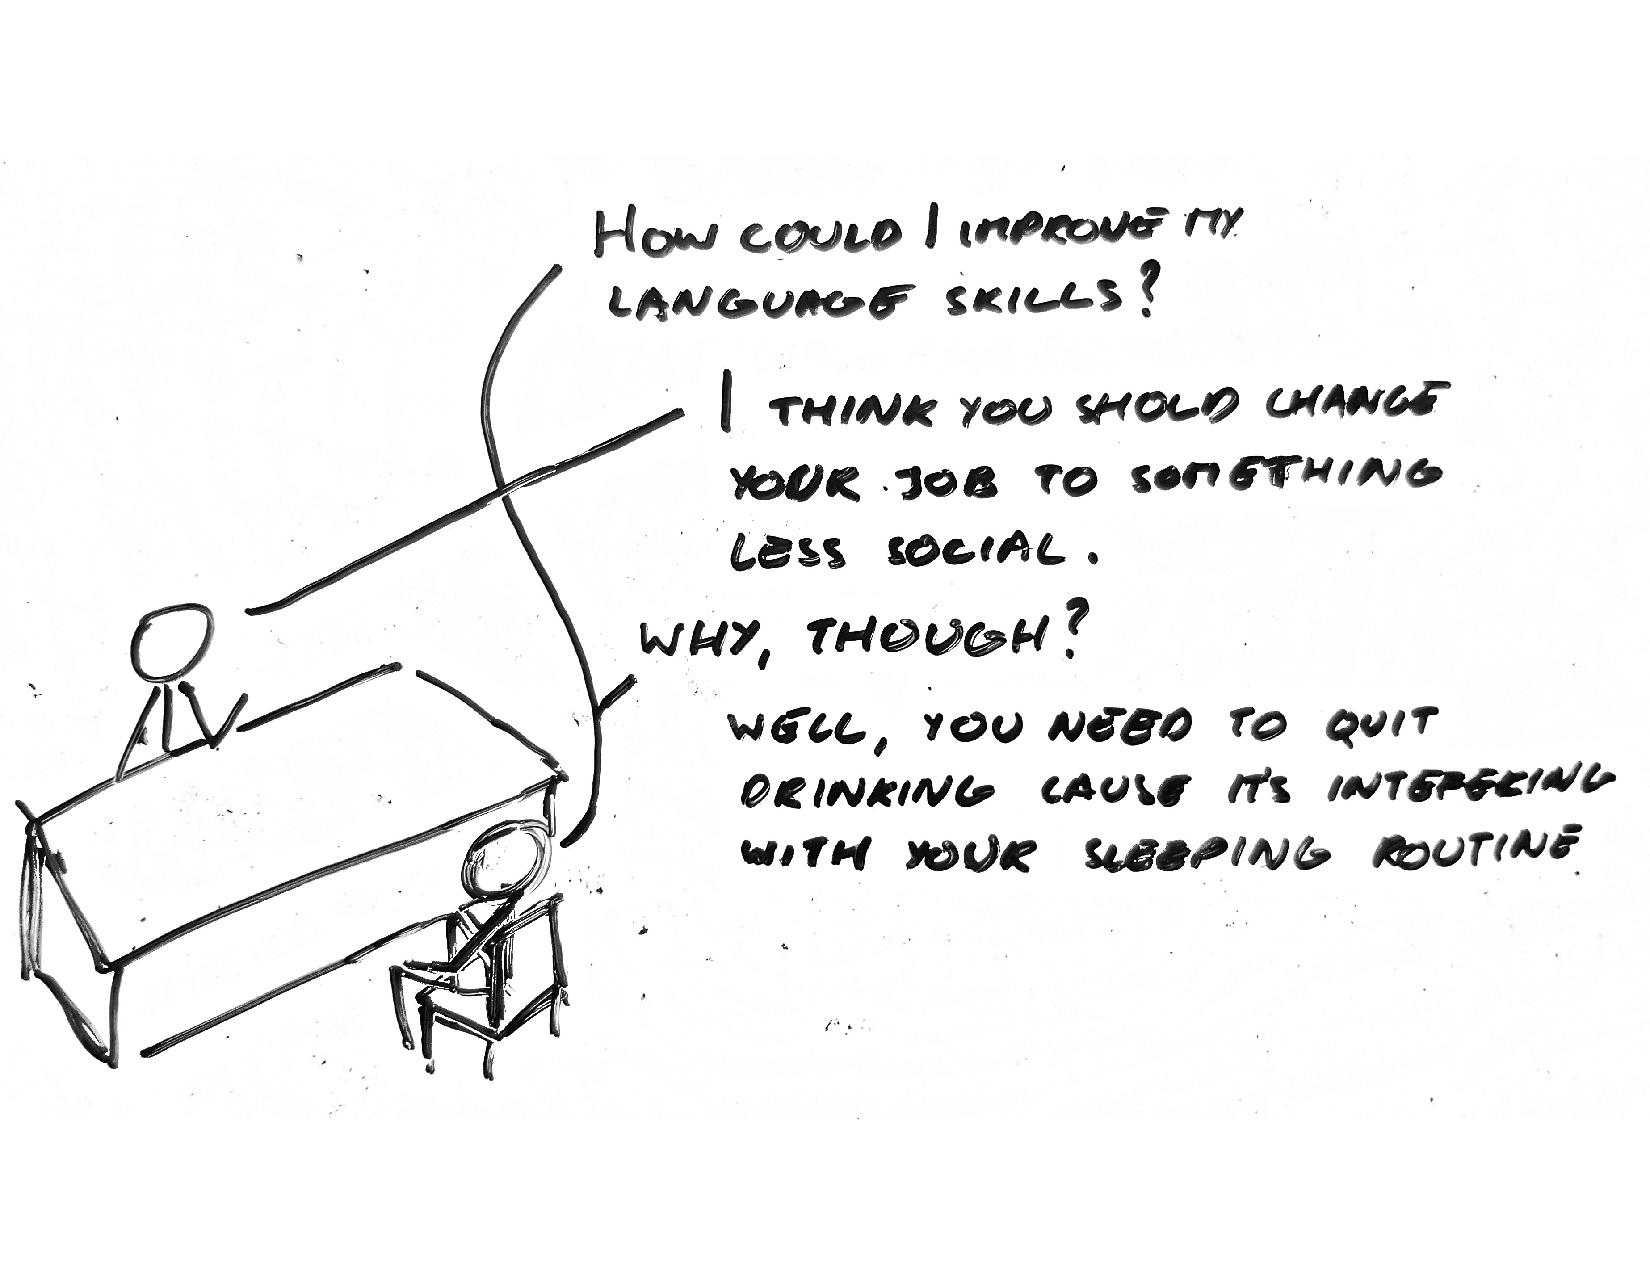 HOW COULD I IMPROVE MY
LANGUAGE SKILLS?
I THINK YOU SHOLD CHANGE
YOUR JOB TO SOMETHING
LESS SOCIAL.
WHY, THOUGH?
WELL, YOU NEED TO QUIT
DRINKING CAUSE IT'S INTEFERING
WITH YOUR SLEEPING ROUTINE